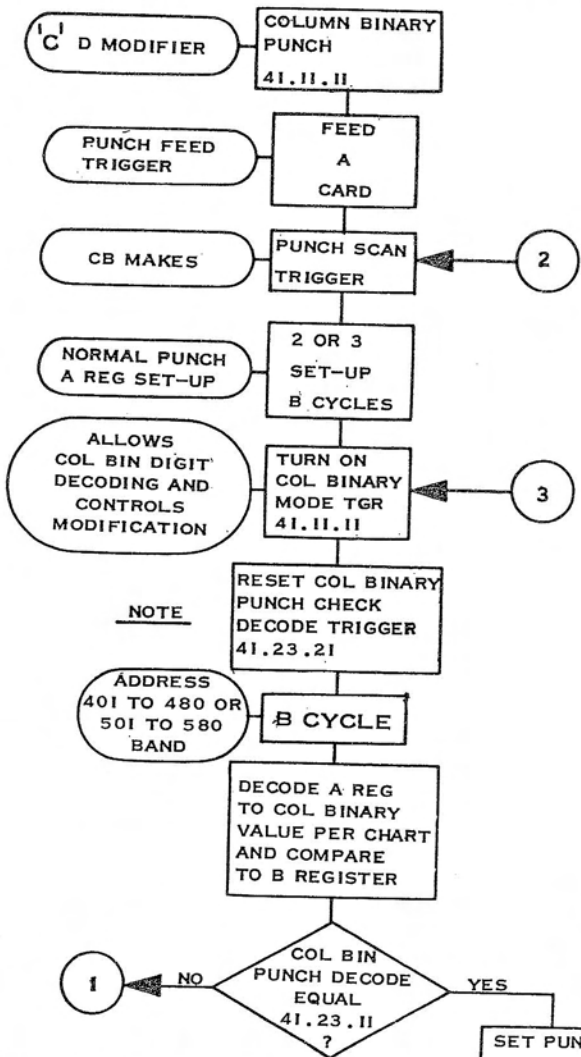 'C' D MODIFIER
COLUMN BINARY
PUNCH
41.11.11
PUNCH FEED
TRIGGER
FEED
A
CARD
CB MAKES
PUNCH SCAN
TRIGGER
2
NORMAL PUNCH
A REG SET-UP
2 OR 3
SET-UP
B CYCLES
ALLOWS
COL BIN DIGIT
DECODING AND
CONTROLS
MODIFICATION
TURN ON
COL BINARY
MODE TGR
41.11.11
3
NOTE
RESET COL BINARY
PUNCH CHECK
DECODE TRIGGER
41.23.21
ADDRESS
401 TO 480 OR
501 TO 580
BAND
B CYCLE
DECODE A REG
TO COL BINARY
VALUE PER CHART
AND COMPARE
TO B REGISTER
1
NO
COL BIN
PUNCH DECODE
EQUAL
41.23.11
?
YES
SET PUN